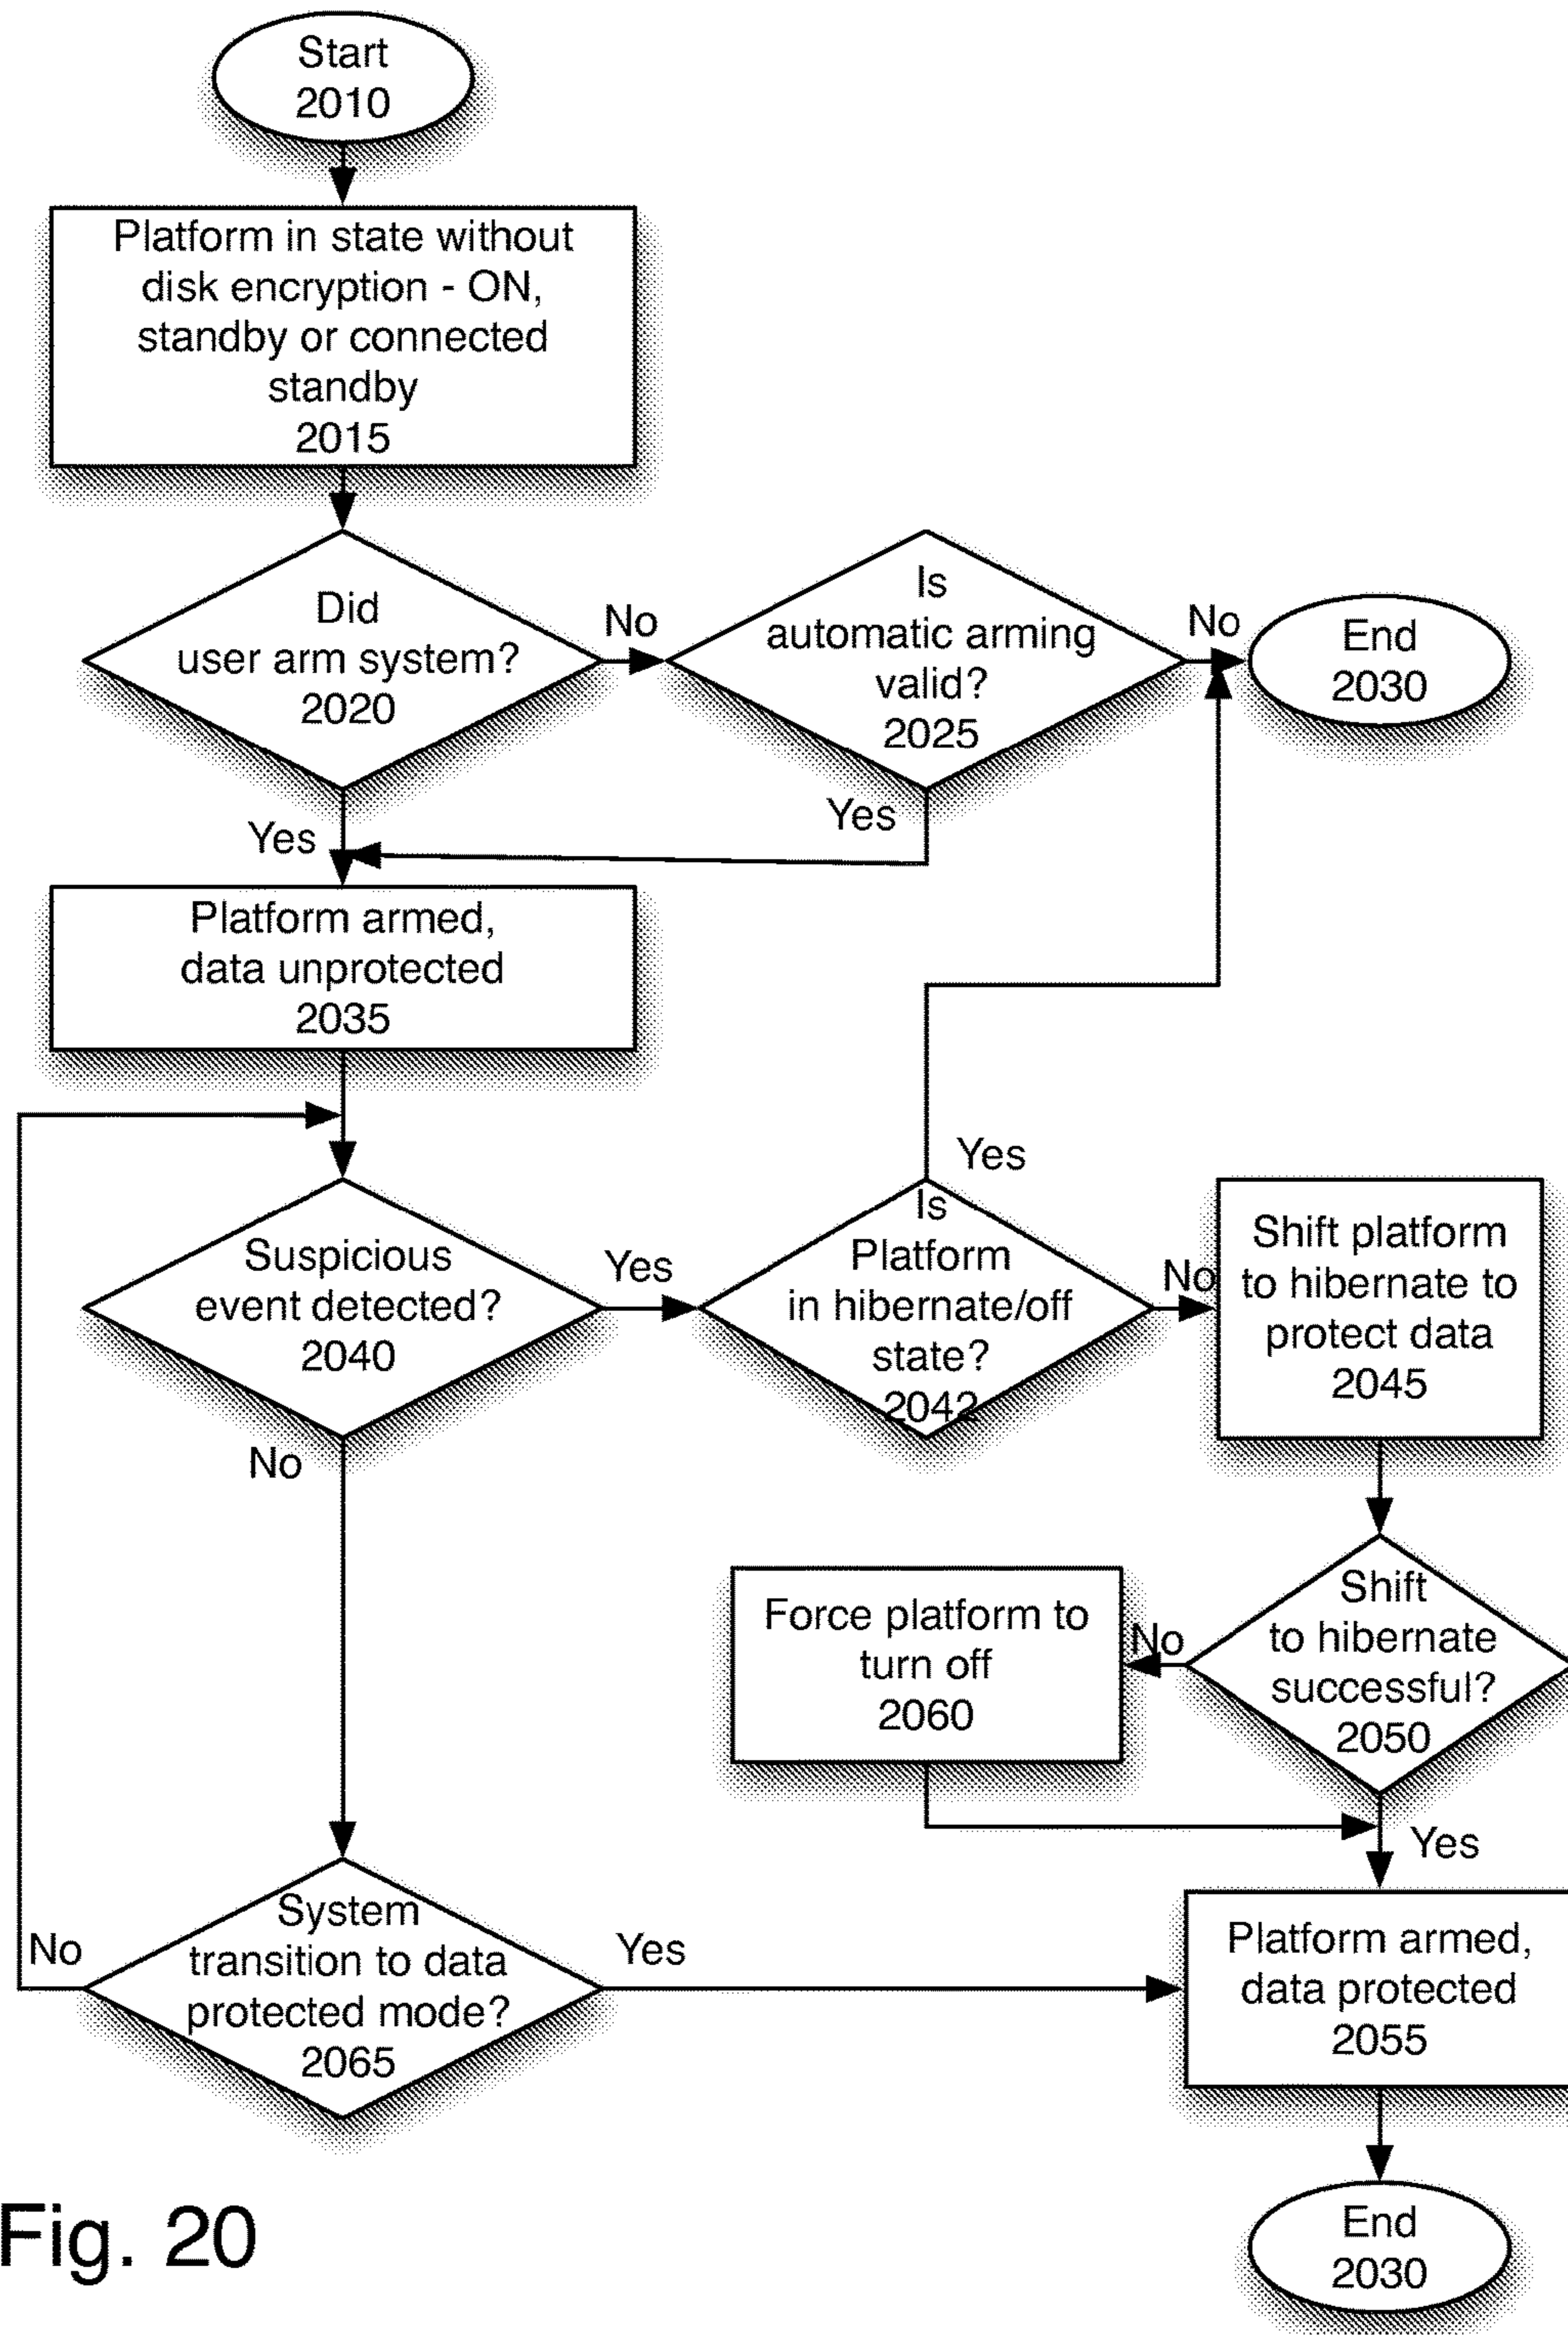 Start
2010
Platform in state without
disk encryption - ON,
standby or connected
standby
2015
Did
user arm system?
2020
No
Is
automatic arming
valid?
2025
No
End
2030
Yes
Yes
Platform armed,
data unprotected
2035
Suspicious
event detected?
2040
Yes
Is
Platform
in hibernate/off
state?
2042
Yes
No
Shift platform
to hibernate to
protect data
2045
No
Shift
to hibernate
successful?
2050
No
Force platform to
turn off
2060
Yes
System
transition to data
protected mode?
2065
No
Yes
Platform armed,
data protected
2055
End
2030
Fig. 20